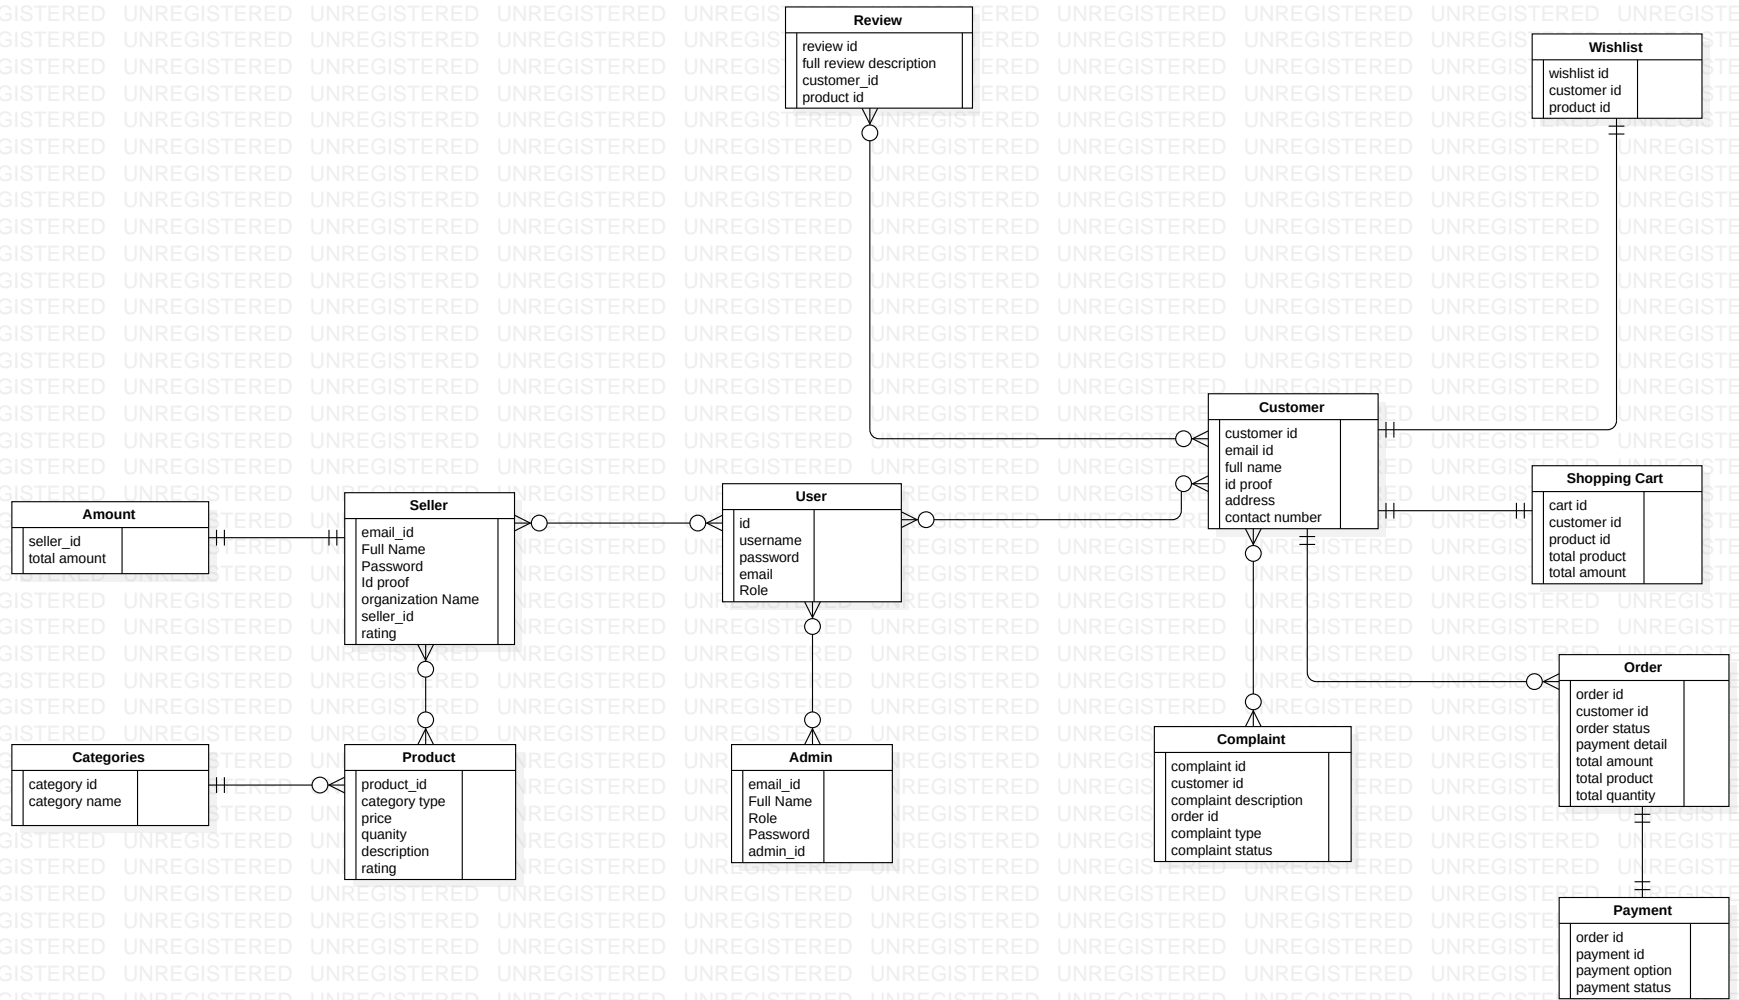 Review
review id
full review description
customer_id
product id
Wishlist
wishlist id
customer id
product id
Customer
customer id
email id
full name
id proof
address
contact number
Shopping Cart
cart id
customer id
product id
total product
total amount
Amount
seller_id
total amount
Seller
email_id
Full Name
Password
Id proof
organization Name
seller_id
rating
User
id
username
password
email
Role
Order
order id
customer id
order status
payment detail
total amount
total product
total quantity
Categories
category id
category name
Product
product_id
category type
price
quanity
description
rating
Admin
email_id
Full Name
Role
Password
admin_id
Complaint
complaint id
customer id
complaint description
order id
complaint type
complaint status
Payment
order id
payment id
payment option
payment status
UNREGISTERED